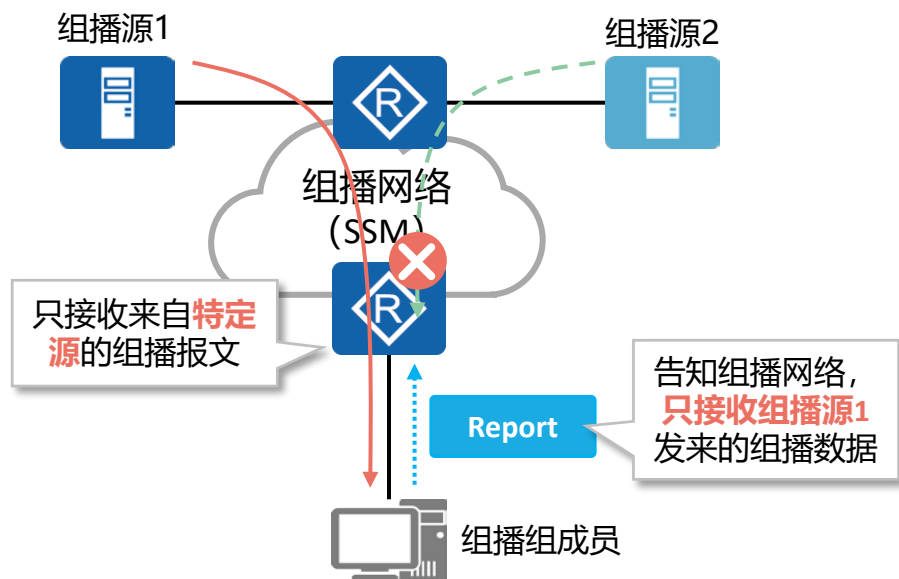 组播源1
组播源2
R
组播网络
（SSM）
R
只接收来自特定
源的组播报文
Report
告知组播网络，
只接收组播源1
发来的组播数据
组播组成员